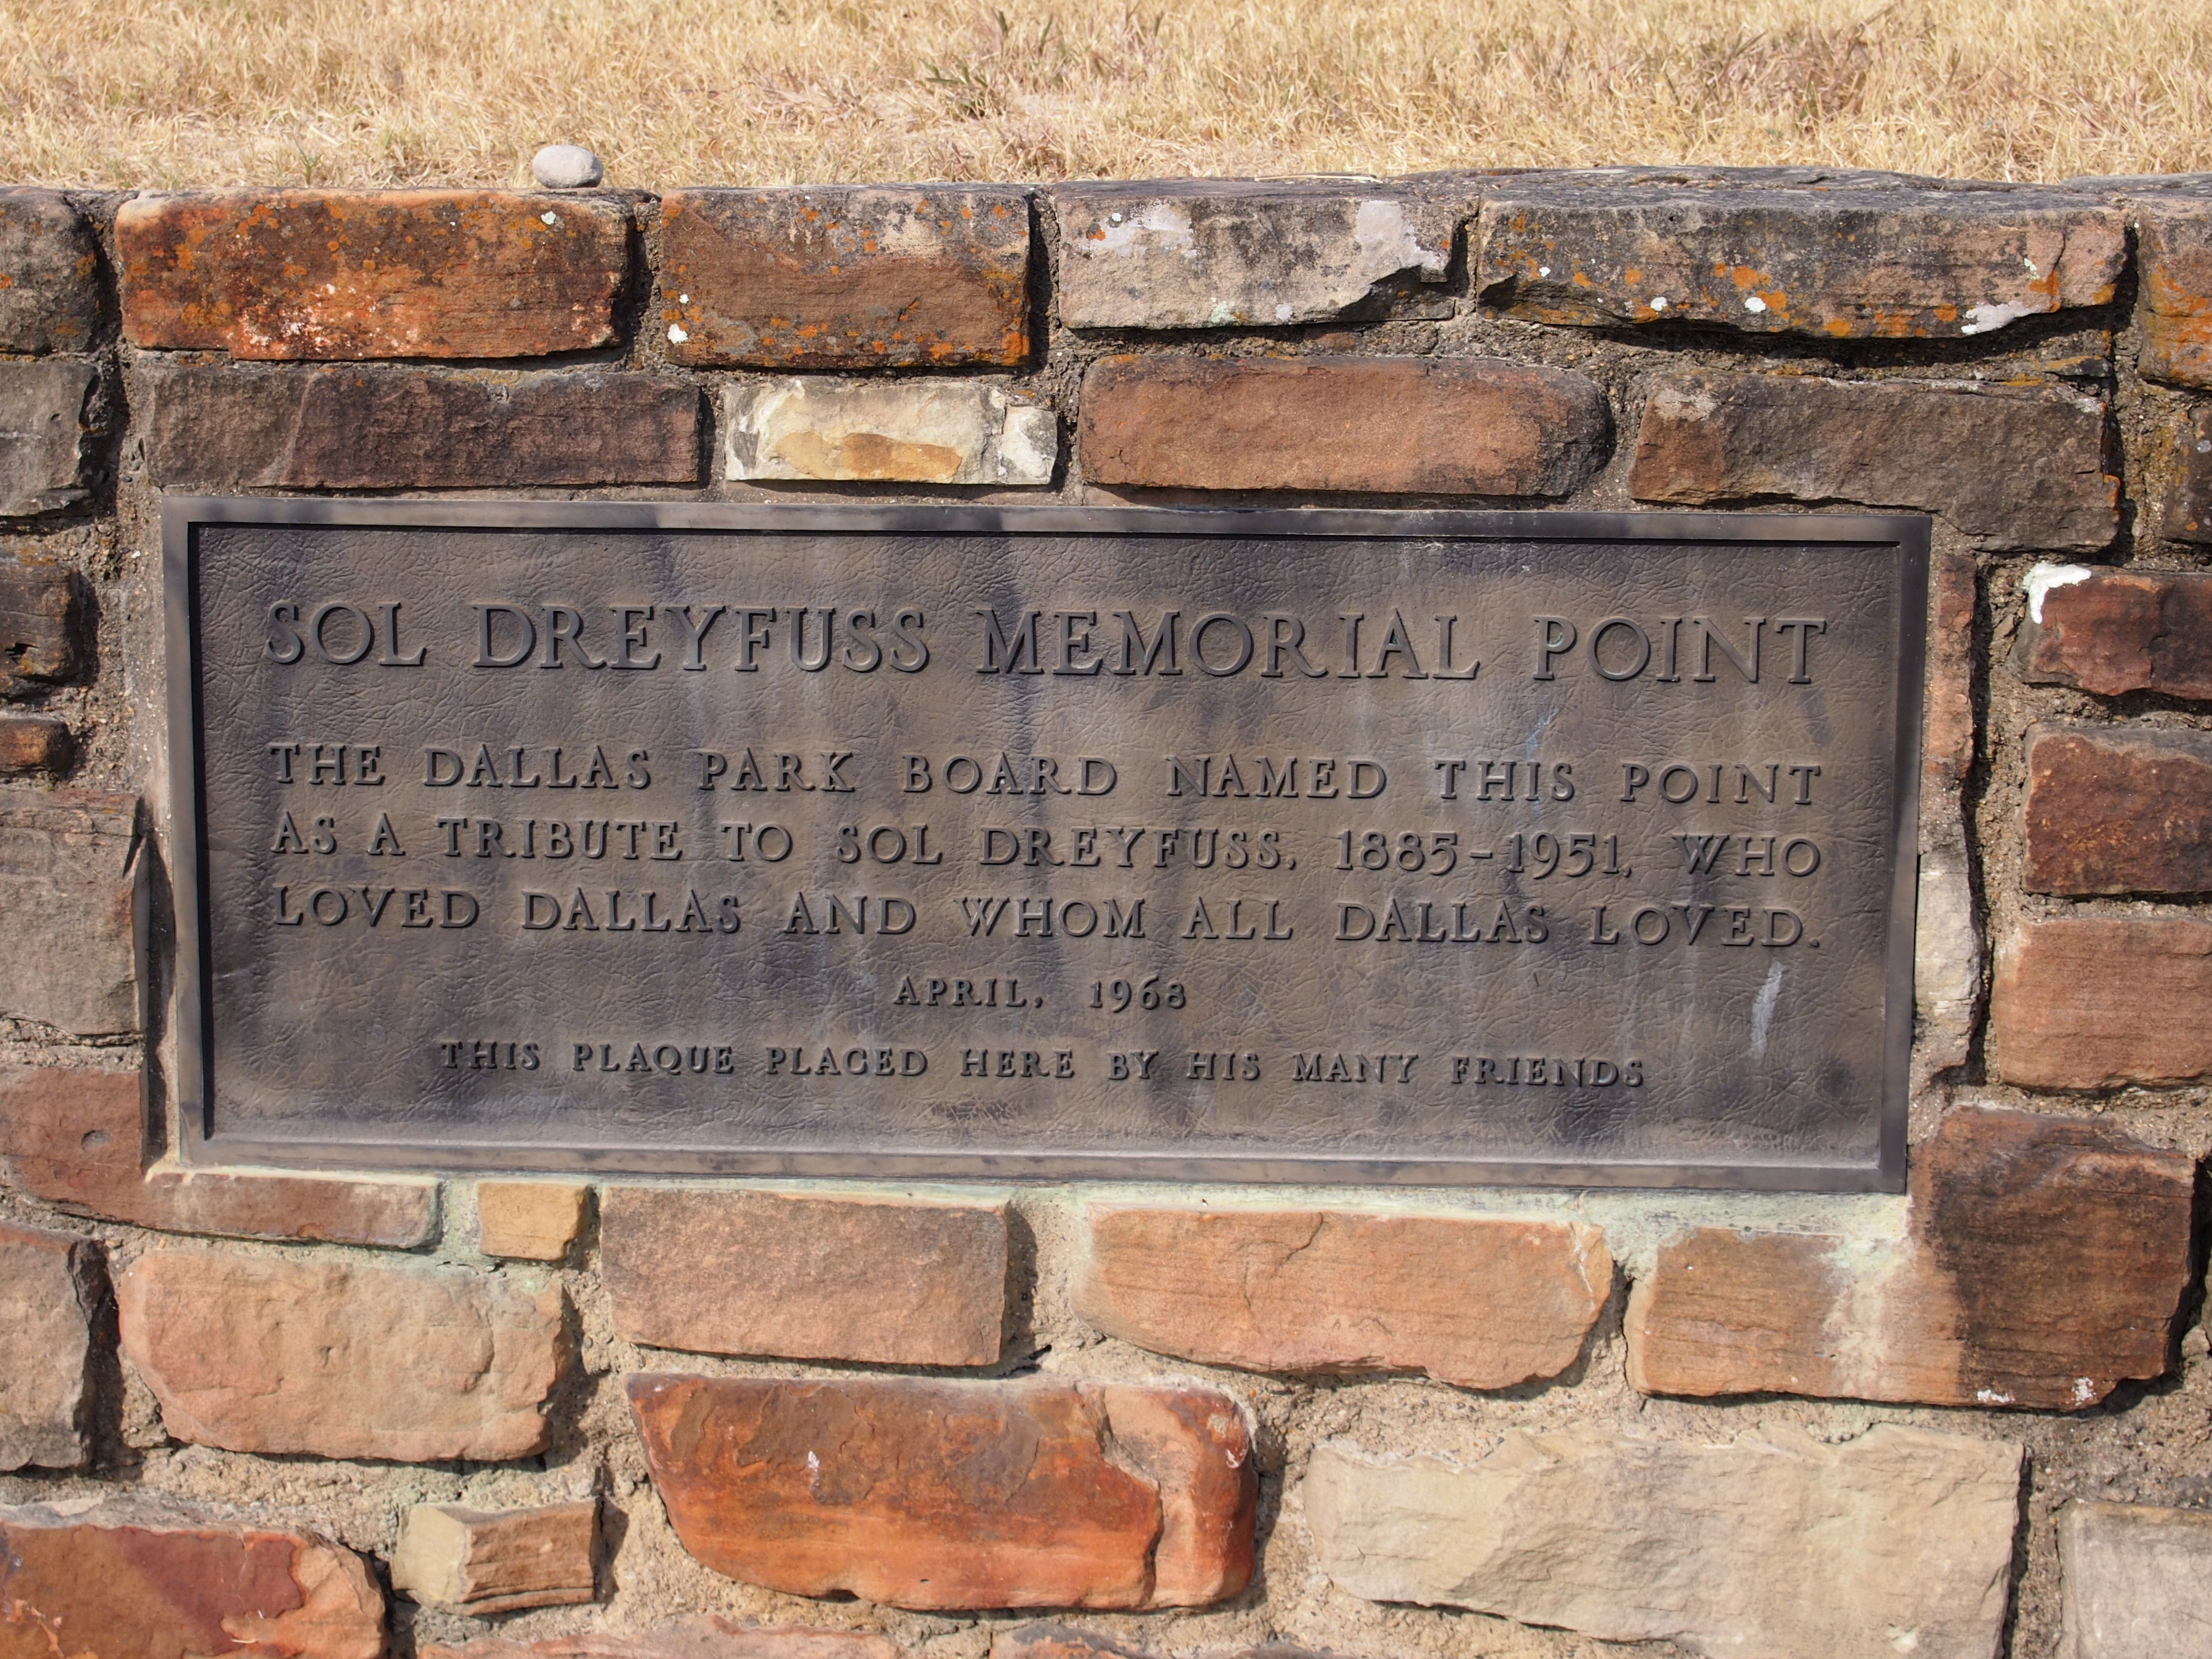 SOL DREYFUSS MEMORIAL POINT
THE DALLAS PARK BOARD NAMED THIS POINT
AS A TRIBUTE TO SOL DREYFUSS, 1885-1951, WHO
LOVED DALLAS AND WHOM ALL DALLAS LOVED.
APRIL, 1968
THIS PLAQUE PLACED HERE BY HIS MANY FRIENDS